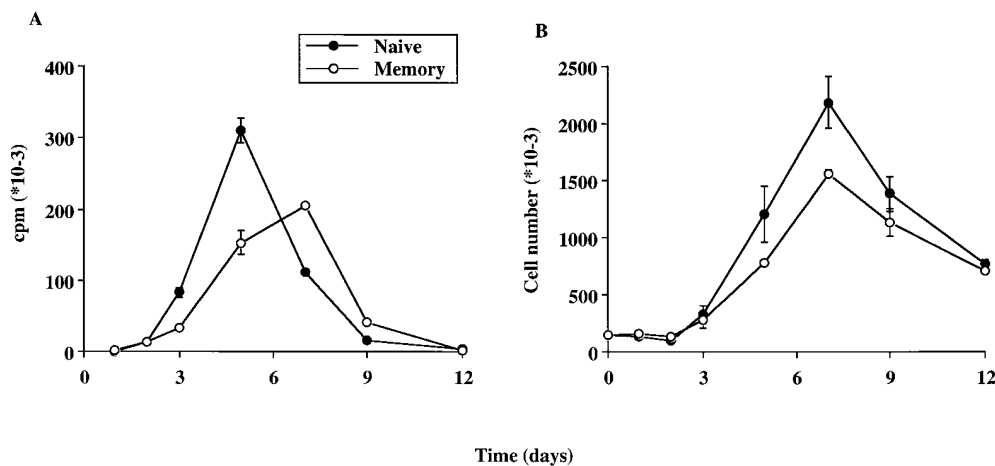 A
B
Naive
Memory
400
300
200
100
0
cpm (*10-3)
0 3 6 9 12
2500
2000
1500
1000
500
0
Cell number (*10-3)
0 3 6 9 12
Time (days)